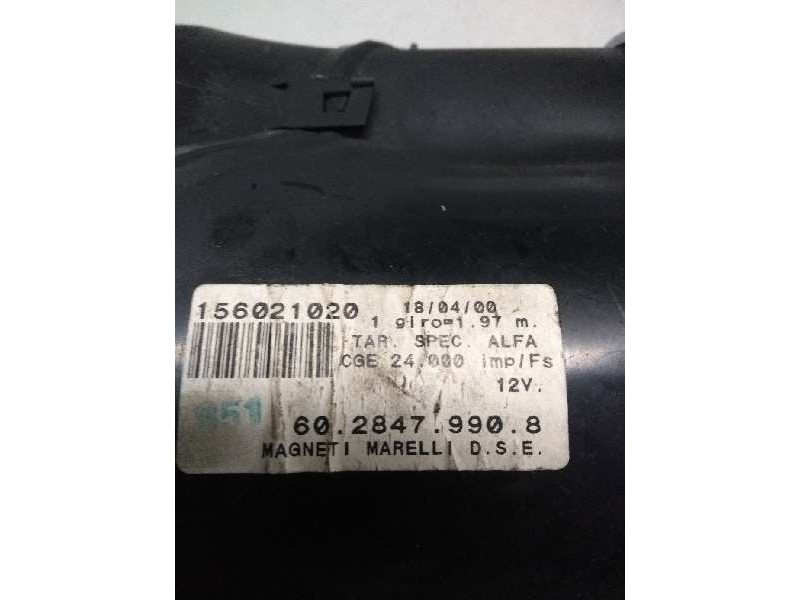 156021020
18/04/00
1 giro=1.97 m.
TAR. SPEC. ALFA
CGE 24.000 imp/Fs
12V.
851
60.2847.990.8
MAGNETI MARELLI D.S.E.